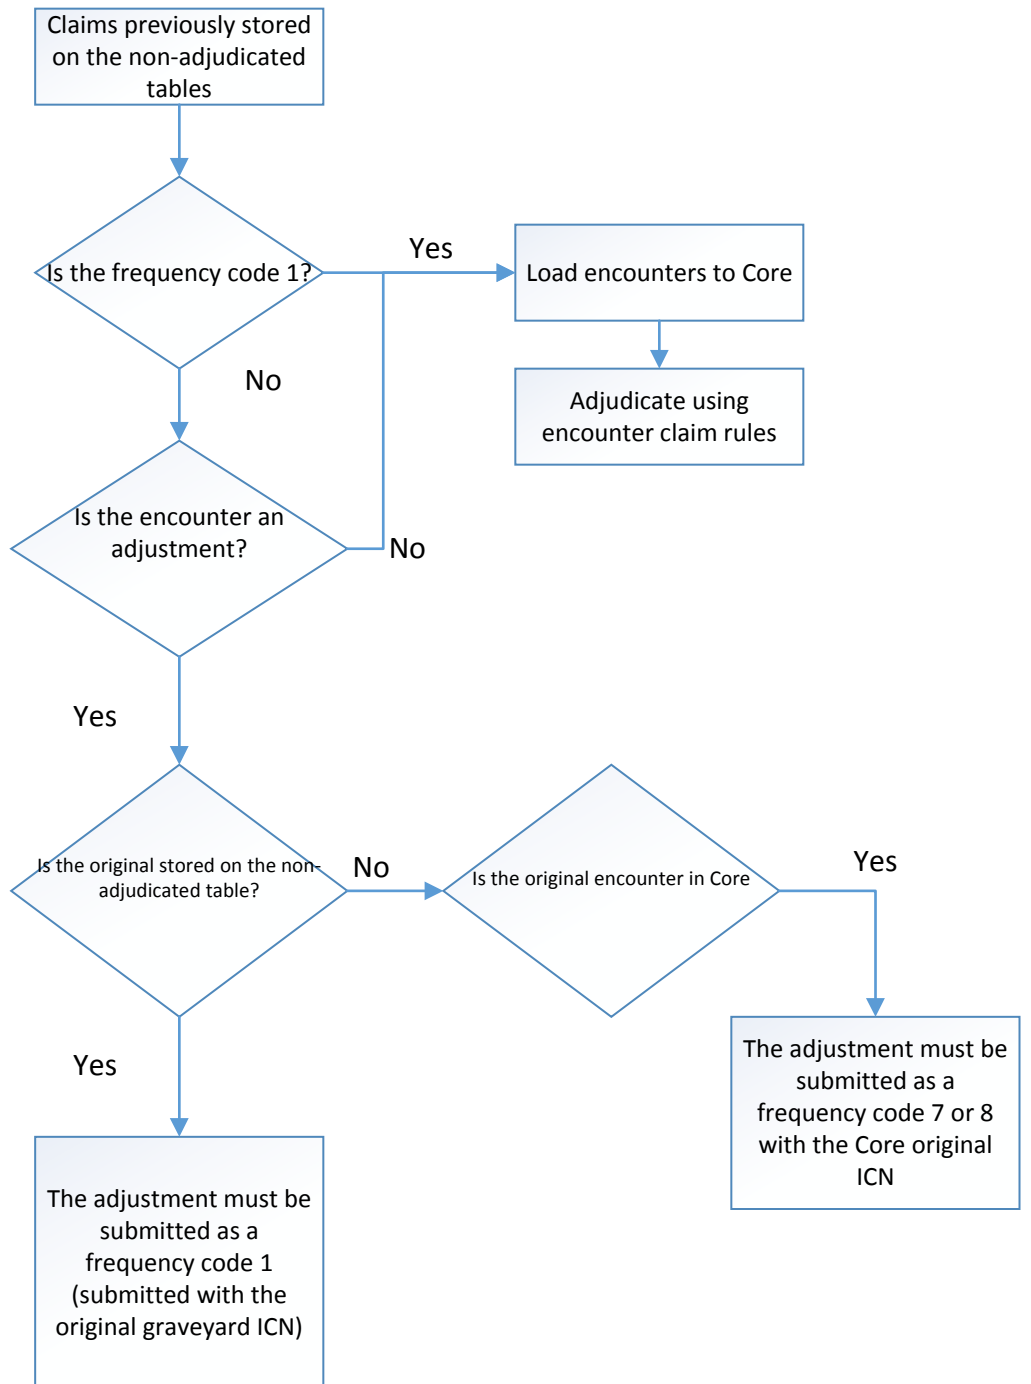 Claims previously stored
on the non-adjudicated
tables
Is the frequency code 1?
Yes
Load encounters to Core
No
Adjudicate using
encounter claim rules
Is the encounter an
adjustment?
No
Yes
Is the original stored on the non-
adjudicated table?
No
Is the original encounter in Core
Yes
Yes
The adjustment must be
submitted as a
frequency code 7 or 8
with the Core original
ICN
The adjustment must be
submitted as a
frequency code 1
(submitted with the
original graveyard ICN)